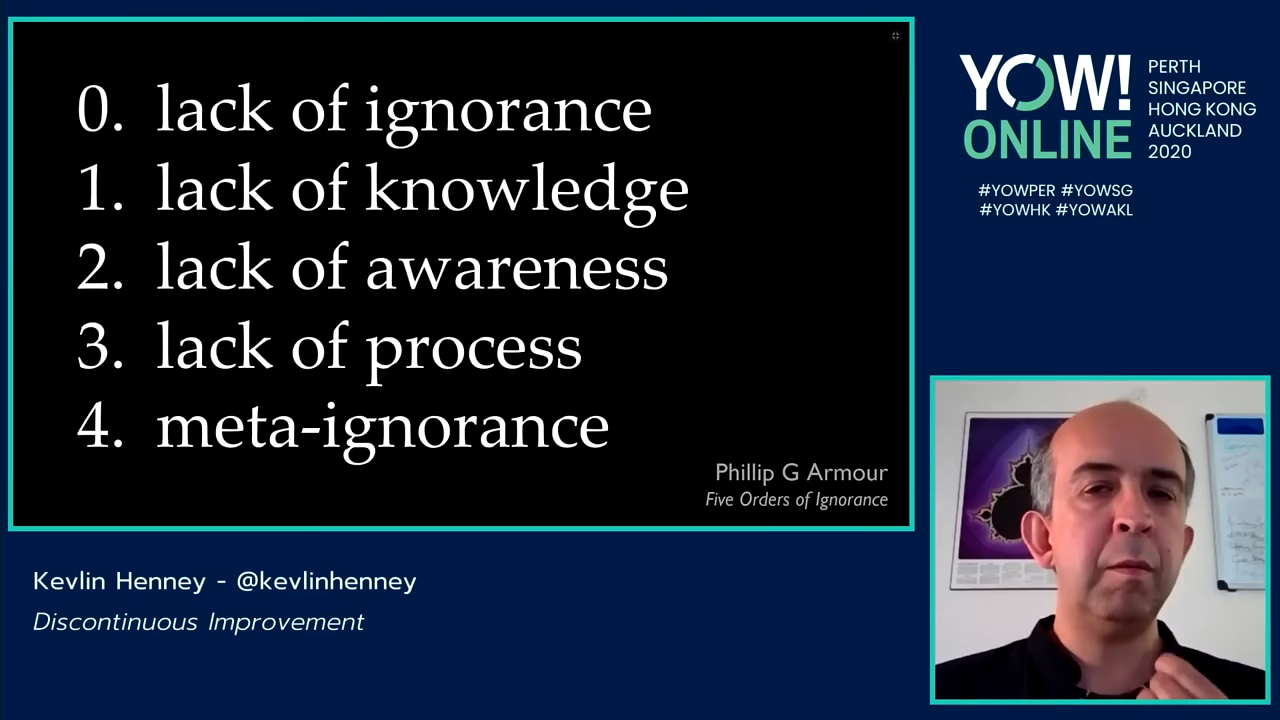 0. lack of ignorance
1. lack of knowledge
2. lack of awareness
3. lack of process
4. meta-ignorance
Phillip G Armour
Five Orders of Ignorance
YOW!
ONLINE
PERTH
SINGAPORE
HONG KONG
AUCKLAND
2020
#YOWPER #YOWSG
#YOWHK #YOWAKL
Kevlin Henney - @kevlinhenney
Discontinuous Improvement